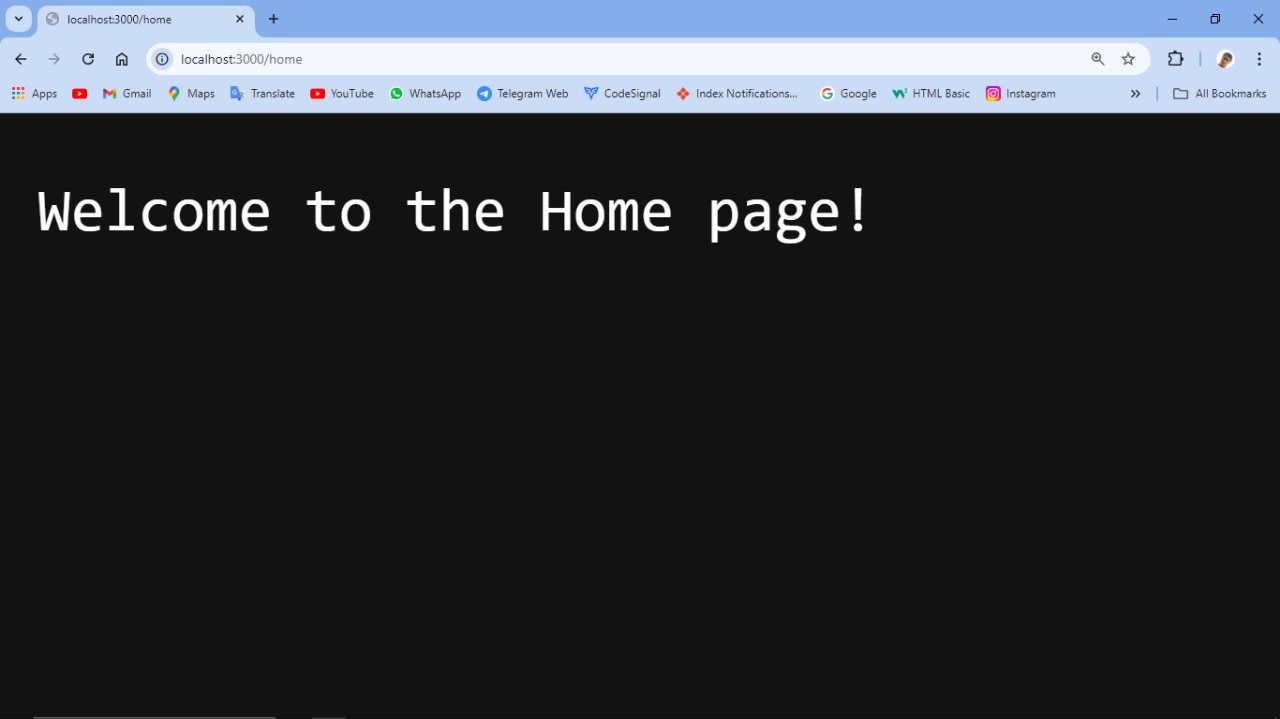 localhost:3000/home
localhost:3000/home
Apps Gmail Maps Translate YouTube WhatsApp Telegram Web CodeSignal Index Notifications... Google HTML Basic Instagram » All Bookmarks
Welcome to the Home page!